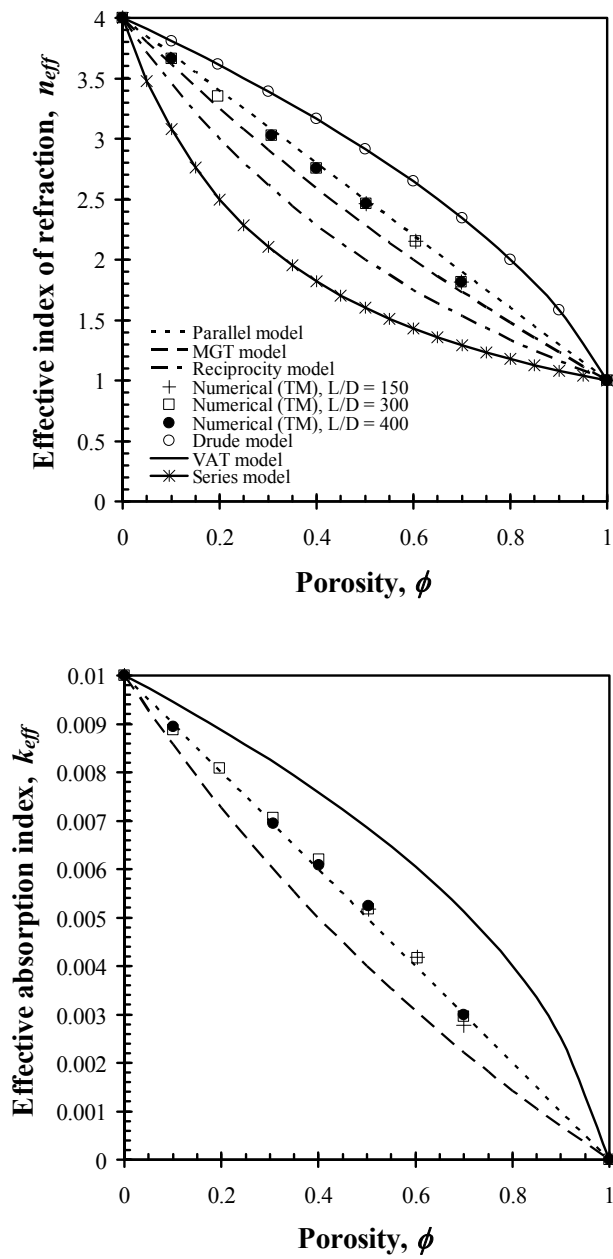 Effective index of refraction, n_eff
4
3.5
3
2.5
2
1.5
1
0.5
0
Parallel model
MGT model
Reciprocity model
Numerical (TM), L/D = 150
Numerical (TM), L/D = 300
Numerical (TM), L/D = 400
Drude model
VAT model
Series model
0 0.2 0.4 0.6 0.8 1
Porosity, ϕ
Effective absorption index, k_eff
0.01
0.009
0.008
0.007
0.006
0.005
0.004
0.003
0.002
0.001
0
0 0.2 0.4 0.6 0.8 1
Porosity, ϕ